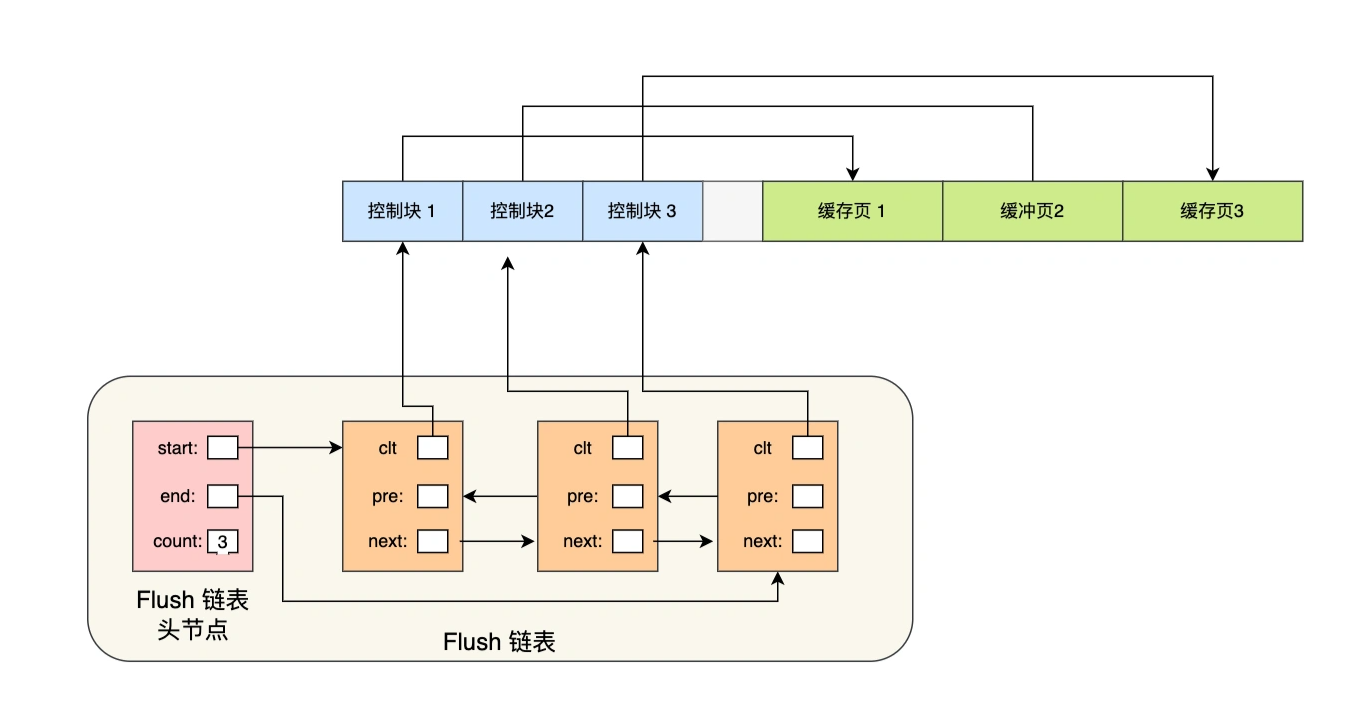 控制块 1
控制块2
控制块 3
缓存页 1
缓冲页2
缓存页3
start:
end:
count: 3
clt
pre:
next:
clt
pre:
next:
clt
pre:
next:
Flush 链表
头节点
Flush 链表